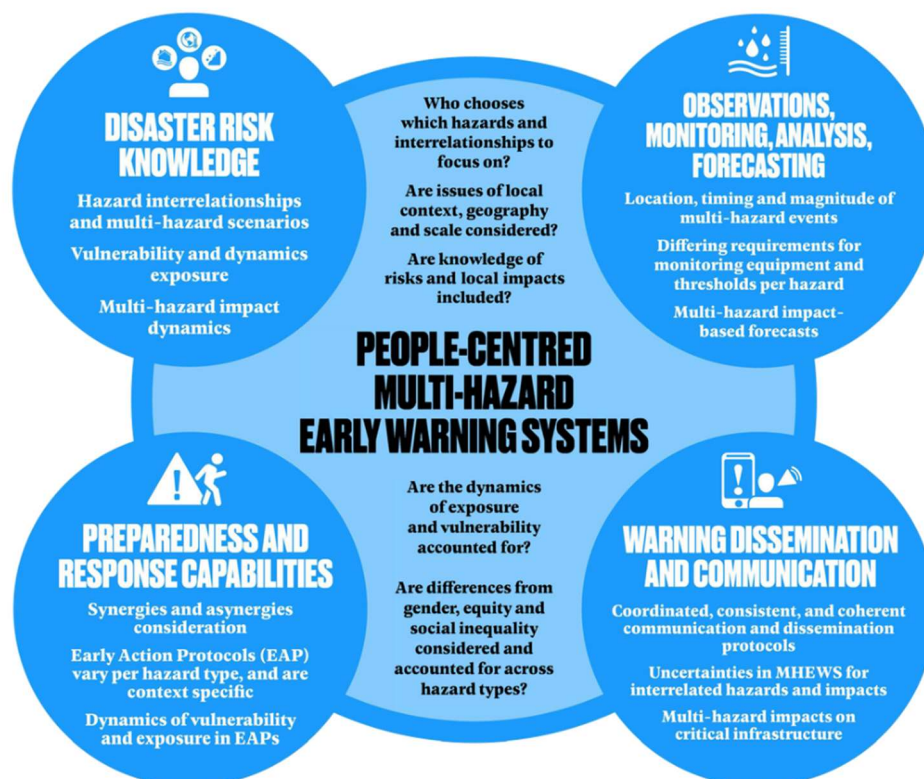 DISASTER RISK
KNOWLEDGE
Hazard interrelationships
and multi-hazard scenarios
Vulnerability and dynamics
exposure
Multi-hazard impact
dynamics
Who chooses
which hazards and
interrelationships to
focus on?
Are issues of local
context, geography
and scale considered?
Are knowledge of
risks and local impacts
included?
OBSERVATIONS,
MONITORING, ANALYSIS,
FORECASTING
Location, timing and magnitude of
multi-hazard events
Differing requirements for
monitoring equipment and
thresholds per hazard
Multi-hazard impact-
based forecasts
PEOPLE-CENTRED
MULTI-HAZARD
EARLY WARNING SYSTEMS
PREPAREDNESS AND
RESPONSE CAPABILITIES
Synergies and asynergies
consideration
Early Action Protocols (EAP)
vary per hazard type, and are
context specific
Dynamics of vulnerability
and exposure in EAPs
Are the dynamics
of exposure
and vulnerability
accounted for?
Are differences from
gender, equity and
social inequality
considered and
accounted for across
hazard types?
WARNING DISSEMINATION
AND COMMUNICATION
Coordinated, consistent, and coherent
communication and dissemination
protocols
Uncertainties in MHEWS for
interrelated hazards and impacts
Multi-hazard impacts on
critical infrastructure